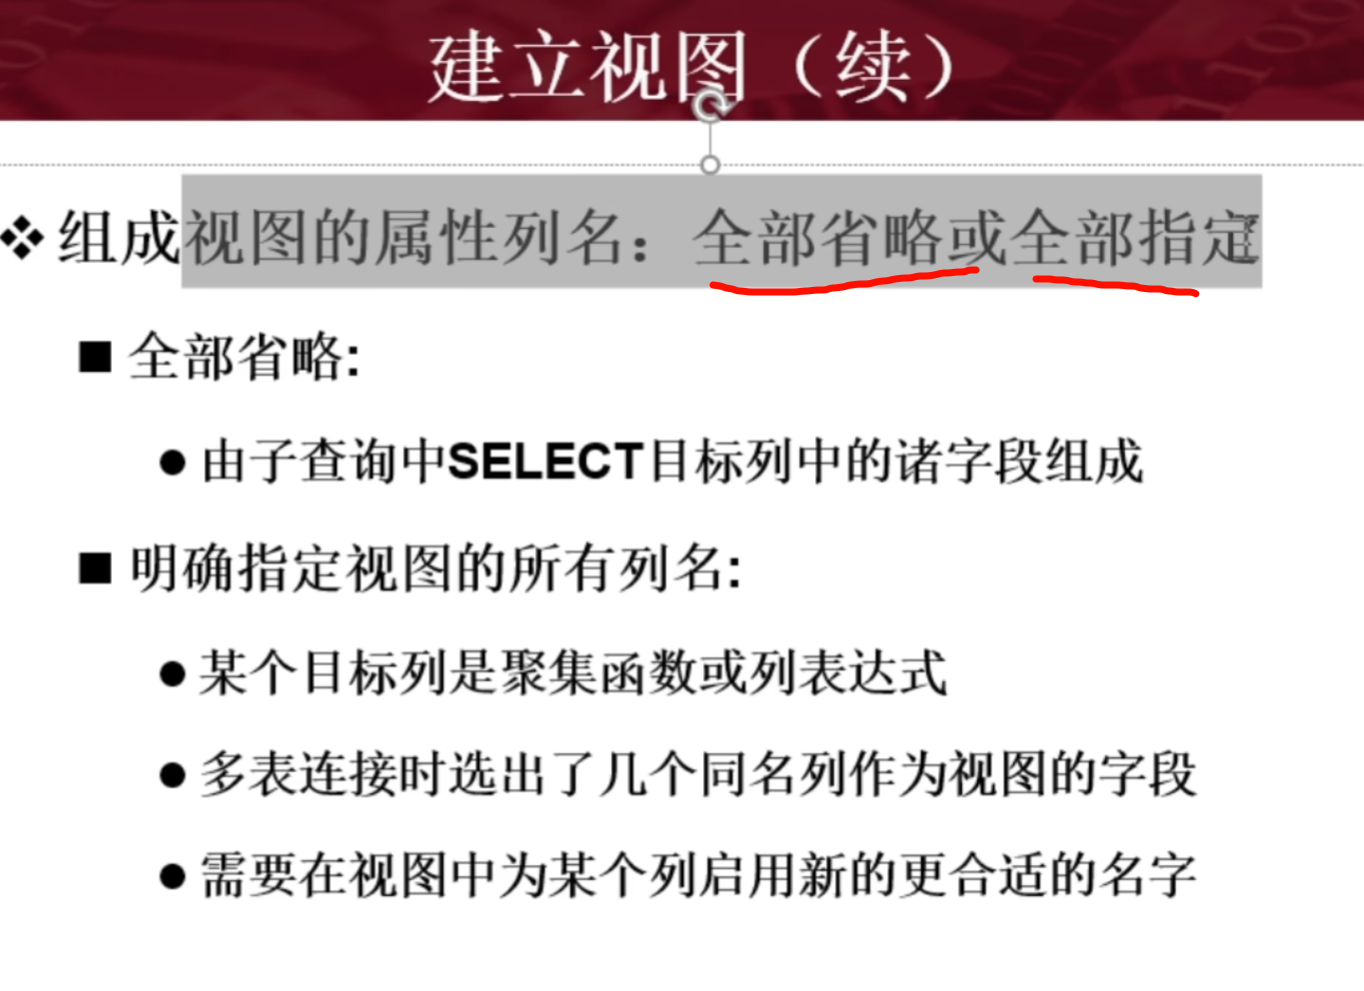 建立视图（续）
❖组成视图的属性列名：全部省略或全部指定
■ 全部省略:
● 由子查询中SELECT目标列中的诸字段组成
■ 明确指定视图的所有列名:
● 某个目标列是聚集函数或列表达式
● 多表连接时选出了几个同名列作为视图的字段
● 需要在视图中为某个列启用新的更合适的名字